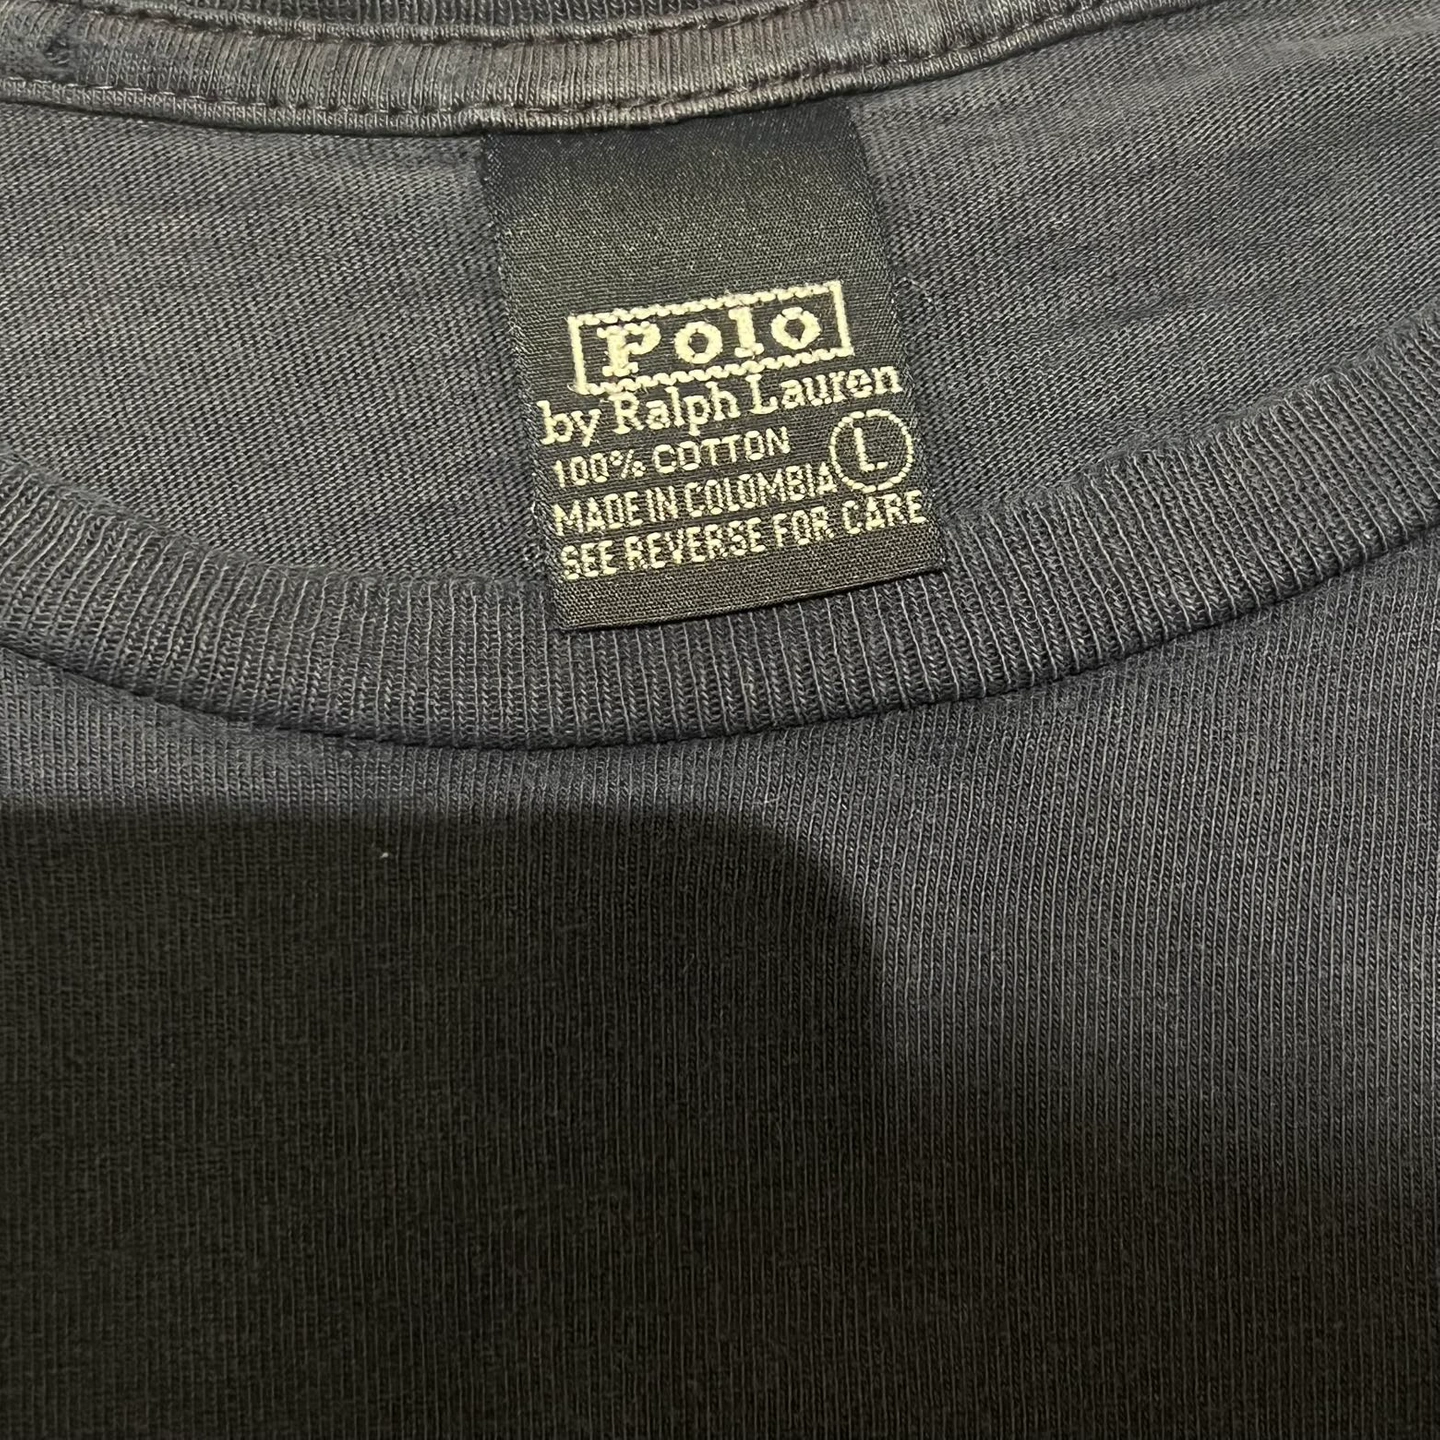 Polo
by Ralph Lauren
100% COTTON
L
MADE IN COLOMBIA
SEE REVERSE FOR CARE